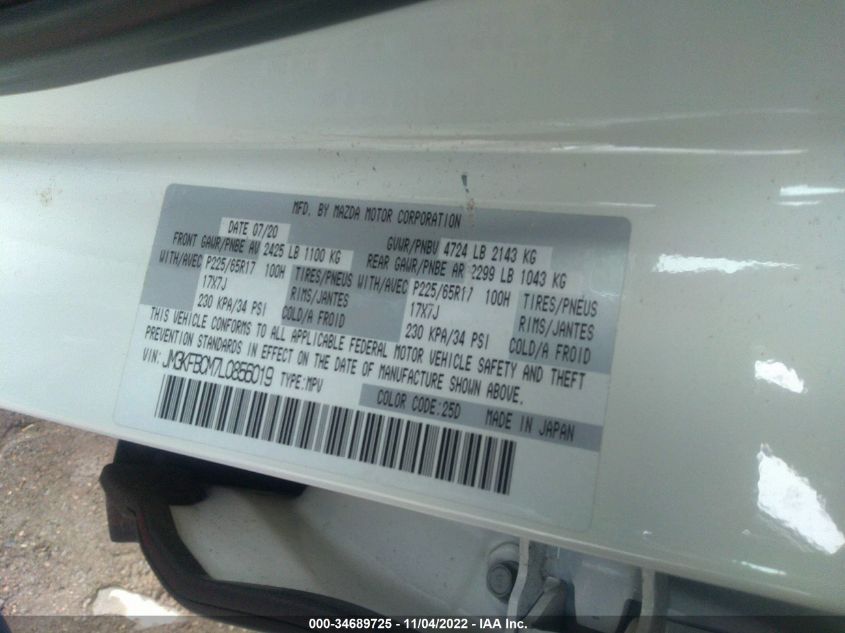 MFD. BY MAZDA MOTOR CORPORATION
DATE 07/20 GVWR/PNBV 4724 LB 2143 KG
FRONT GAWR/PNBE AV 2425 LB 1100 KG REAR GAWR/PNBE AR 2299 LB 1043 KG
WITH/AVEC P225/65R17 100H TIRES/PNEUS WITH/AVEC P225/65R17 100H TIRES/PNEUS
17X7J RIMS/JANTES 17X7J RIMS/JANTES
230 KPA/34 PSI COLD/A FROID 230 KPA/34 PSI COLD/A FROID
THIS VEHICLE CONFORMS TO ALL APPLICABLE FEDERAL MOTOR VEHICLE SAFETY AND THEFT
PREVENTION STANDARDS IN EFFECT ON THE DATE OF MANUFACTURE SHOWN ABOVE.
VIN: JM3KFBCM7L0856019 TYPE:MPV
COLOR CODE:25D MADE IN JAPAN
000-34689725 - 11/04/2022 - IAA Inc.